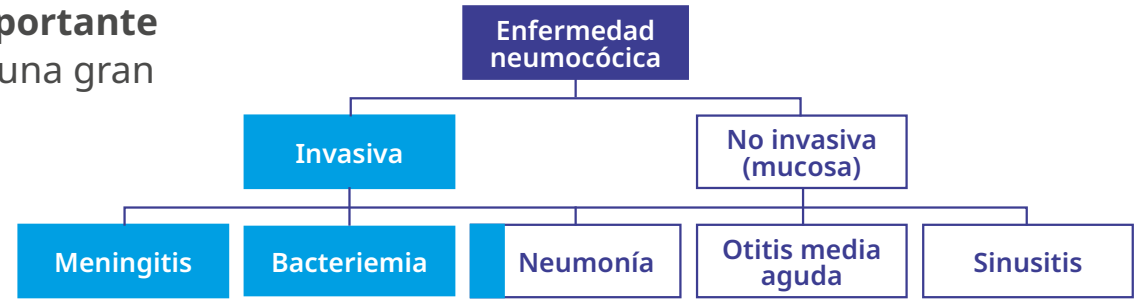 portante
una gran
Enfermedad
neumocócica
Invasiva
No invasiva
(mucosa)
Meningitis
Bacteriemia
Neumonía
Otitis media
aguda
Sinusitis